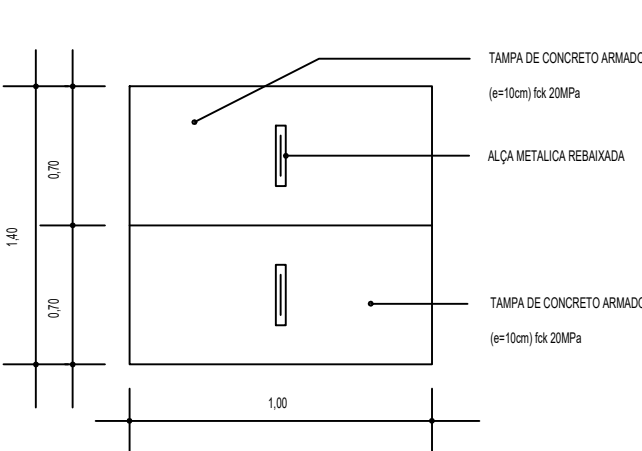 TAMPA DE CONCRETO ARMADO
(e=10cm) fck 20MPa
ALÇA METALICA REBAIXADA
0,70
1,40
0,70
TAMPA DE CONCRETO ARMADO
(e=10cm) fck 20MPa
1,00